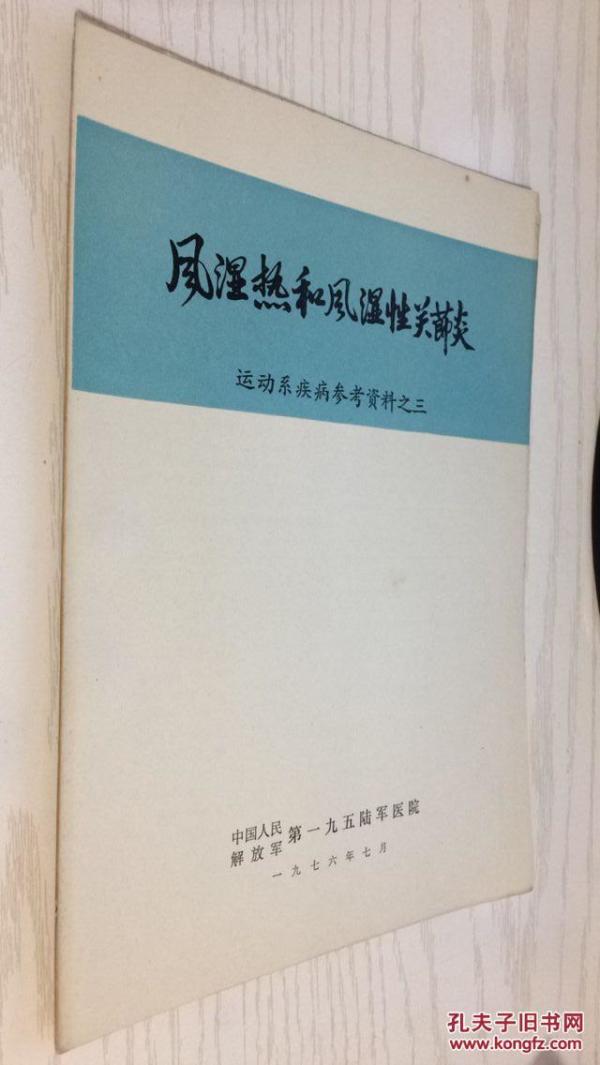 风湿热和风湿性关节炎
运动系疾病参考资料之三
中国人民
解放军 第一九五陆军医院
一九七六年七月
孔夫子旧书网
www.kongfz.com